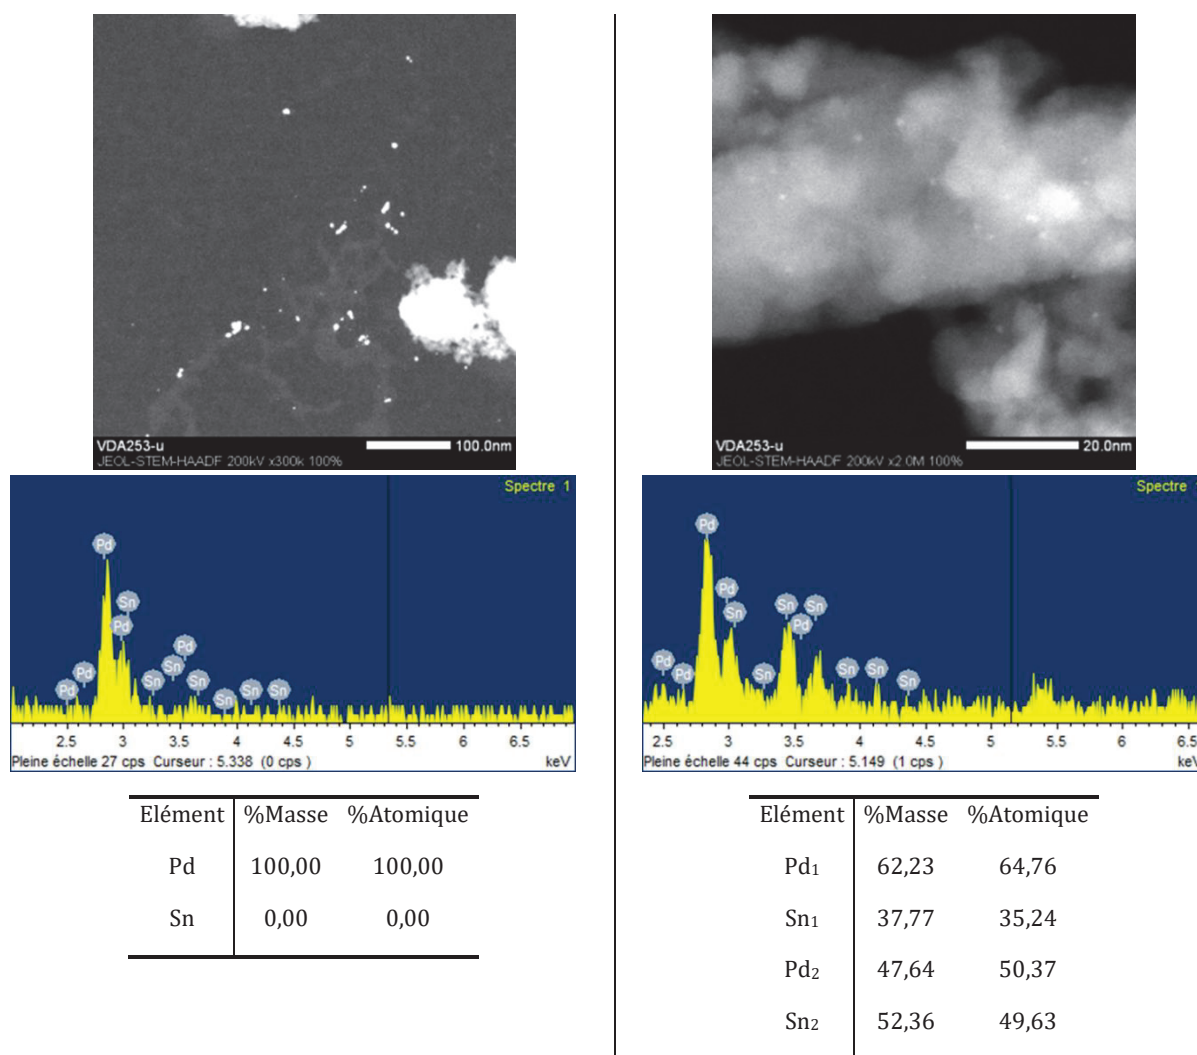 VDA253-u
100.0nm
JEOL-STEM-HAADF 200kV x300k 100%
Spectre 1
Pd
Sn
Pd
Pd
Pd
Sn
Sn
Pd
Sn
Sn
Sn
Sn
2.5 3 3.5 4 4.5 5 5.5 6 6.5
Pleine échelle 27 cps Curseur : 5.338 (0 cps )
keV
Elément %Masse %Atomique
Pd 100,00 100,00
Sn 0,00 0,00
VDA253-u
20.0nm
JEOL-STEM-HAADF 200kV x2.0M 100%
Spectre
Pd
Pd
Sn
Pd
Pd
Sn
Sn
Pd
Sn
Sn
Sn
Sn
2.5 3 3.5 4 4.5 5 5.5 6 6.5
Pleine échelle 44 cps Curseur : 5.149 (1 cps )
keV
Elément %Masse %Atomique
Pd1 62,23 64,76
Sn1 37,77 35,24
Pd2 47,64 50,37
Sn2 52,36 49,63